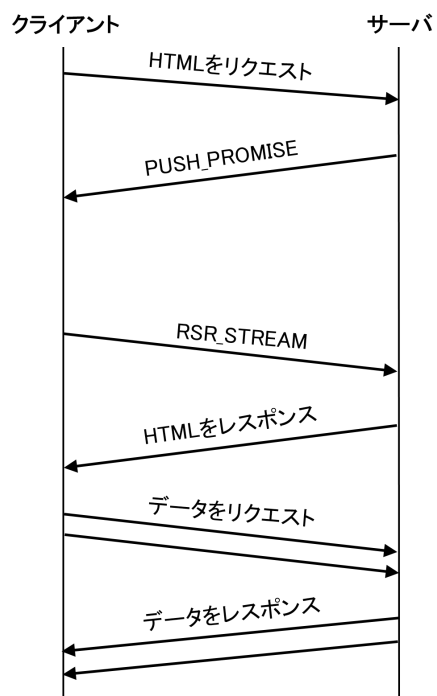 クライアント
サーバ
HTMLをリクエスト
PUSH_PROMISE
RSR_STREAM
HTMLをレスポンス
データをリクエスト
データをレスポンス